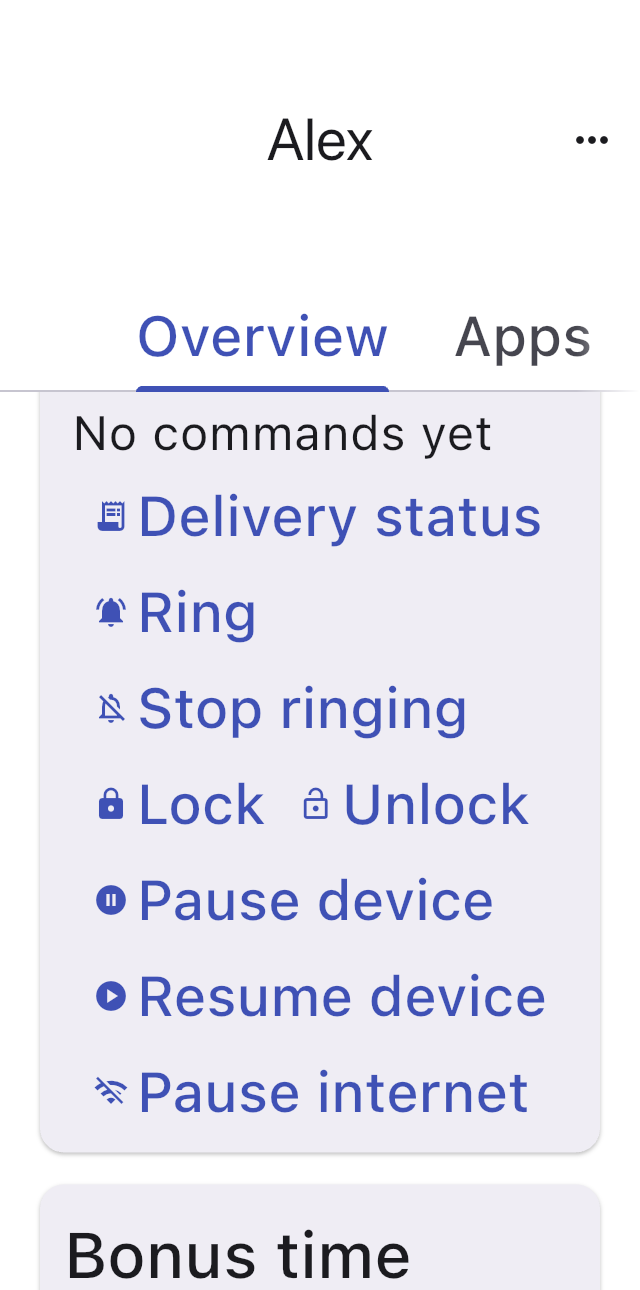 Alex
Overview Apps
No commands yet
Delivery status
Ring
Stop ringing
Lock Unlock
Pause device
Resume device
Pause internet
Bonus time